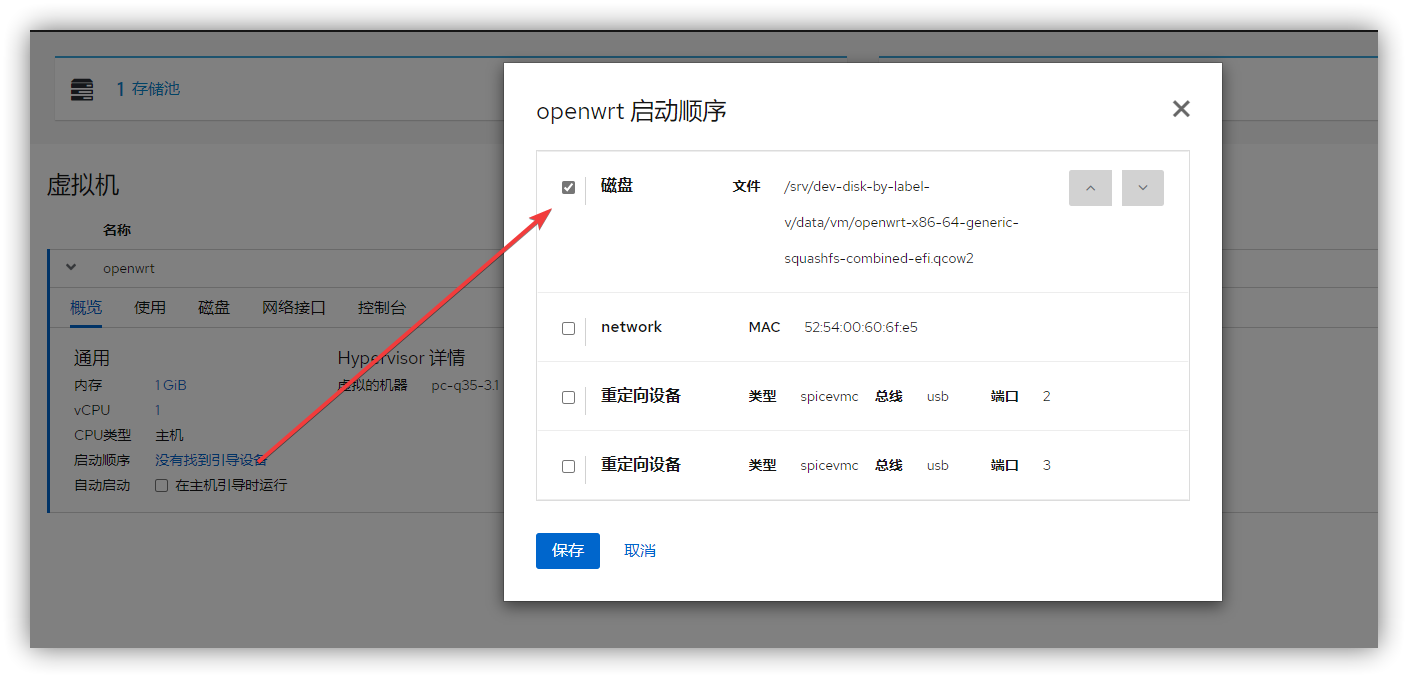 1 存储池
虚拟机
名称
openwrt
概览 使用 磁盘 网络接口 控制台
通用
内存 1 GiB
vCPU 1
CPU类型 主机
启动顺序 没有找到引导设备
自动启动 在主机引导时运行
Hypervisor 详情
虚拟的机器 pc-q35-3.1
openwrt 启动顺序
磁盘 文件 /srv/dev-disk-by-label-
v/data/vm/openwrt-x86-64-generic-
squashfs-combined-efi.qcow2
network MAC 52:54:00:60:6f:e5
重定向设备 类型 spicevmc 总线 usb 端口 2
重定向设备 类型 spicevmc 总线 usb 端口 3
保存 取消